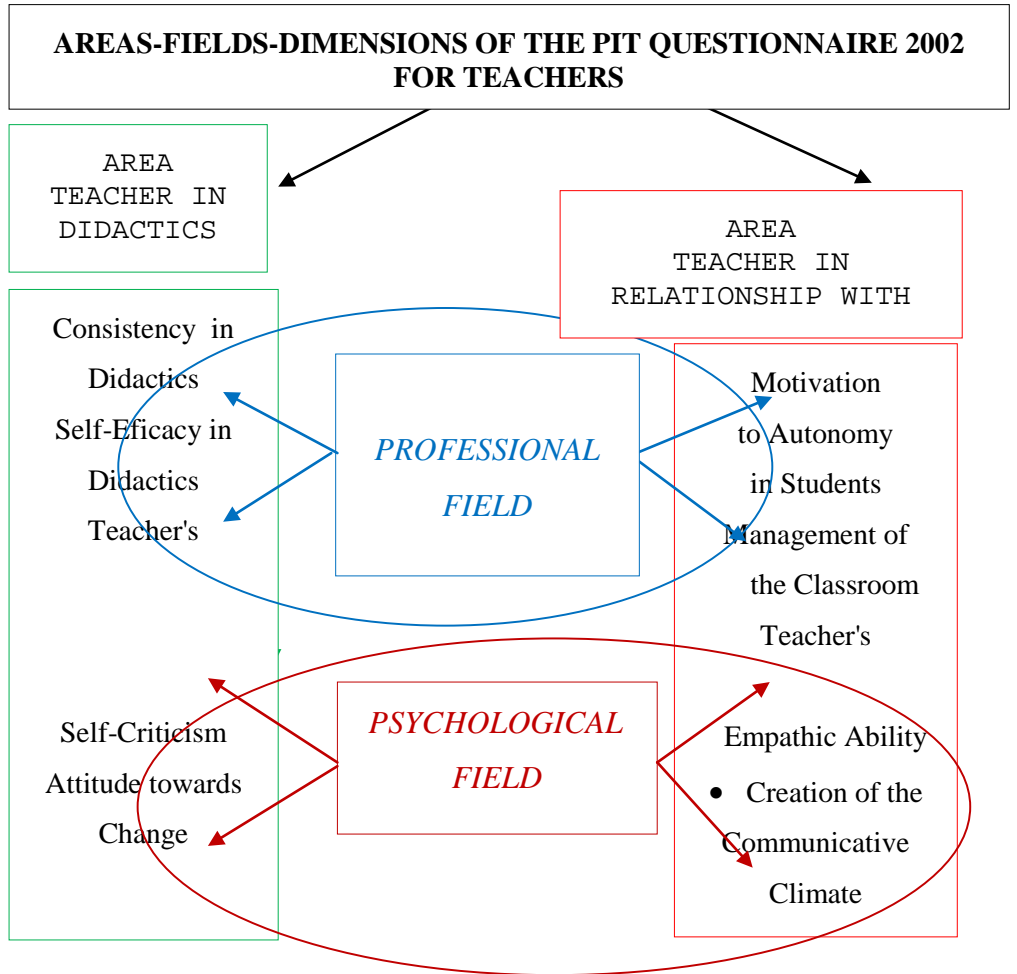 AREAS-FIELDS-DIMENSIONS OF THE PIT QUESTIONNAIRE 2002
FOR TEACHERS
AREA
TEACHER IN
DIDACTICS
AREA
TEACHER IN
RELATIONSHIP WITH
Consistency in
Didactics
Self-Eficacy in
Didactics
Teacher's
PROFESSIONAL
FIELD
Motivation
to Autonomy
in Students
Management of
the Classroom
Teacher's
Self-Criticism
Attitude towards
Change
PSYCHOLOGICAL
FIELD
Empathic Ability
• Creation of the
Communicative
Climate